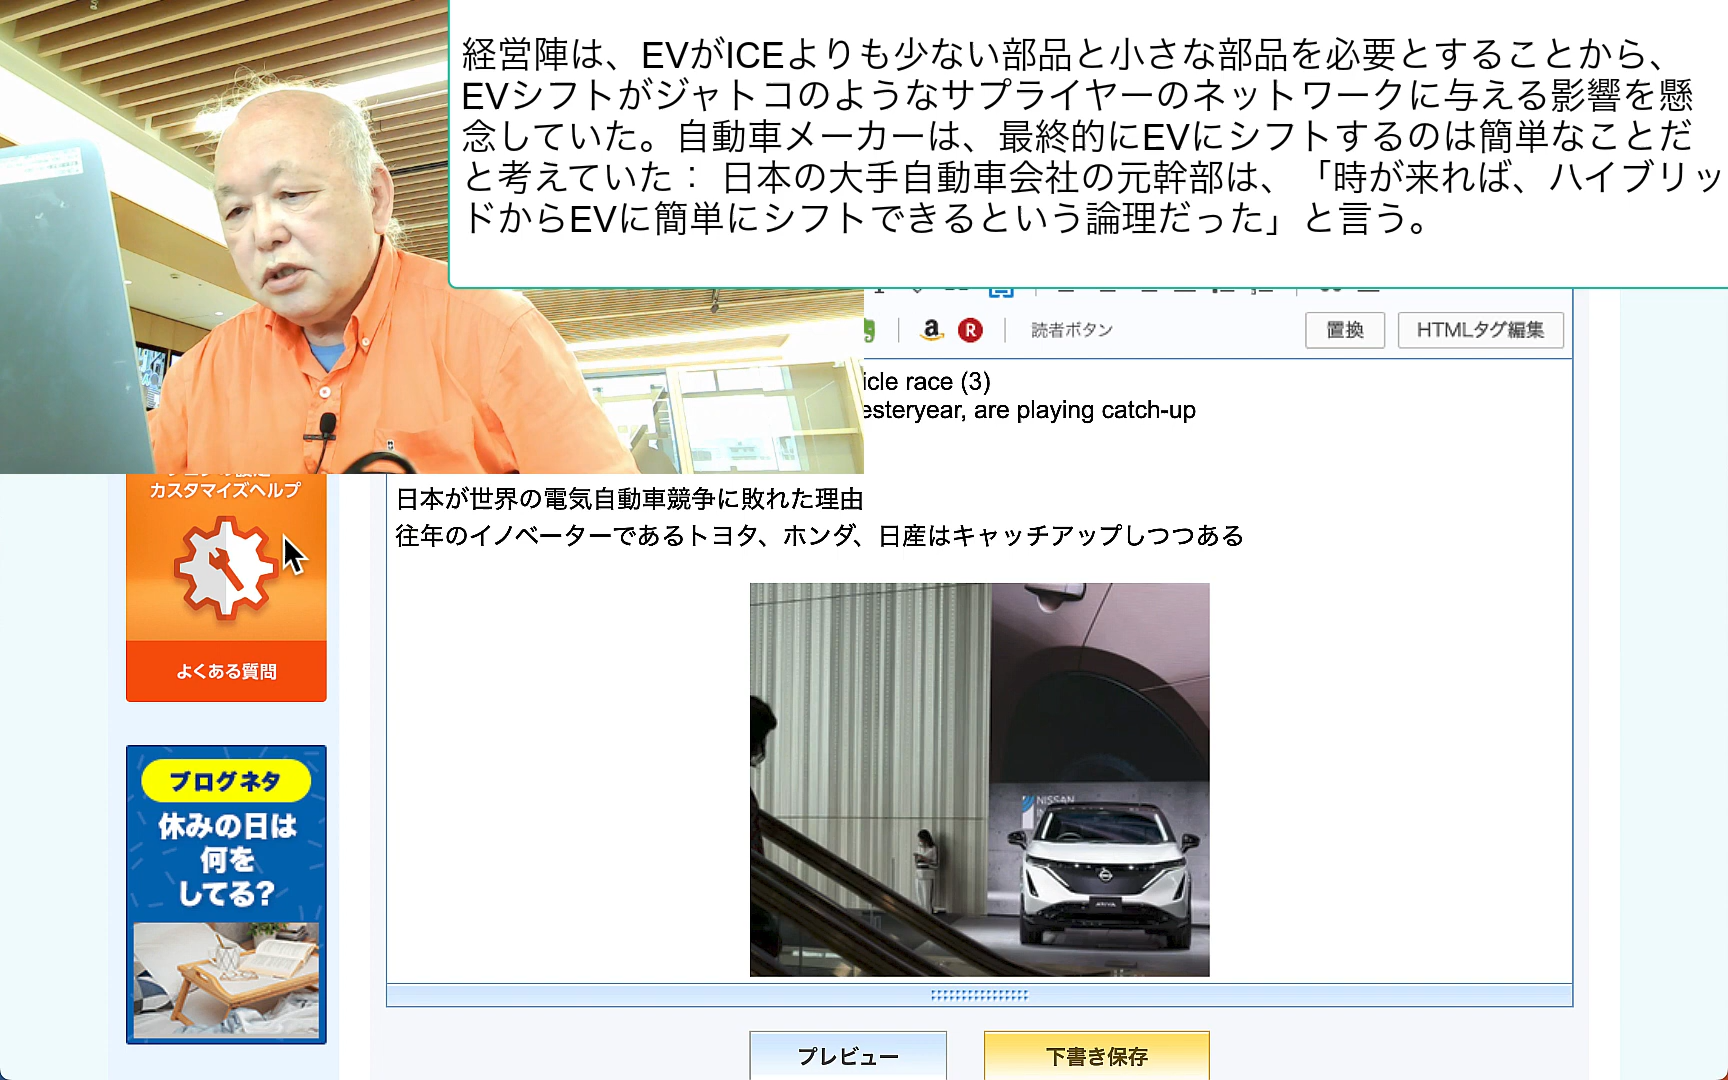 経営陣は、EVがICEよりも少ない部品と小さな部品を必要とすることから、
EVシフトがジャトコのようなサプライヤーのネットワークに与える影響を懸
念していた。自動車メーカーは、最終的にEVにシフトするのは簡単なことだ
と考えていた： 日本の大手自動車会社の元幹部は、「時が来れば、ハイブリッ
ドからEVに簡単にシフトできるという論理だった」と言う。
読者ボタン
置換
HTMLタグ編集
icle race (3)
esteryear, are playing catch-up
日本が世界の電気自動車競争に敗れた理由
往年のイノベーターであるトヨタ、ホンダ、日産はキャッチアップしつつある
カスタマイズヘルプ
よくある質問
ブログネタ
休みの日は
何を
してる?
NISSAN
ARIYA
プレビュー
下書き保存